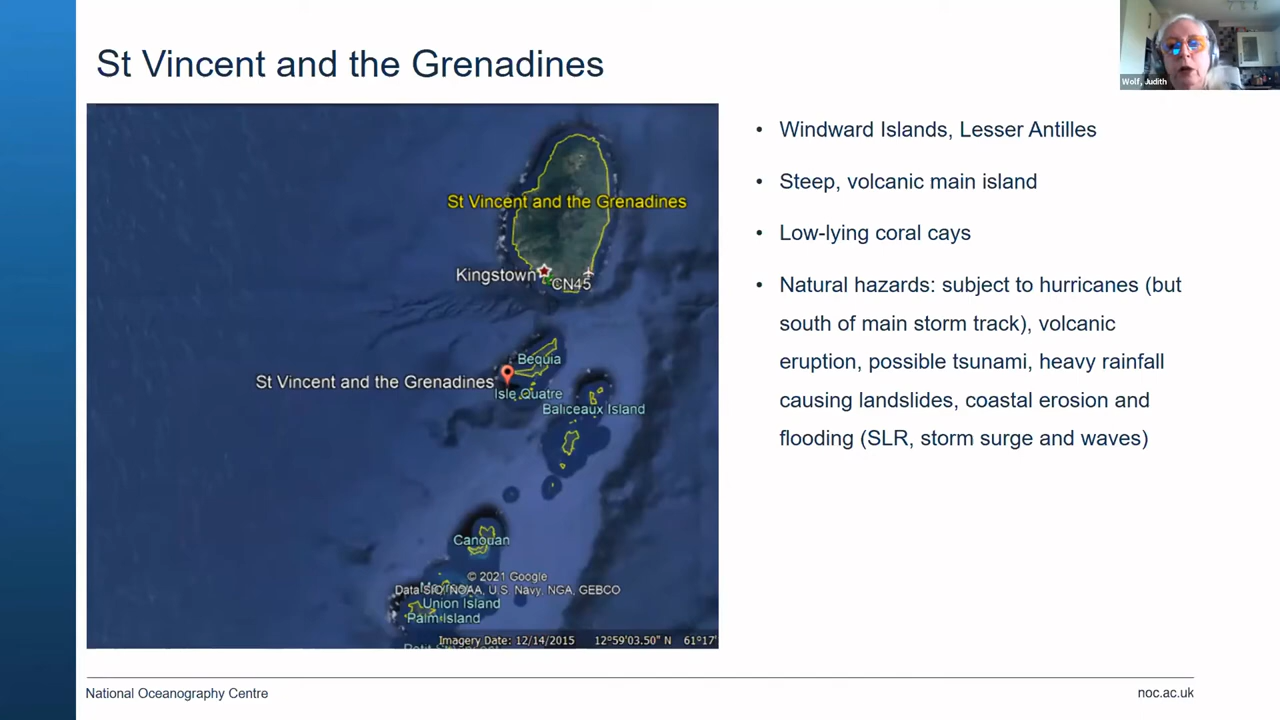 St Vincent and the Grenadines
Wolf, Judith
St Vincent and the Grenadines
Kingstown
CN45
Bequia
St Vincent and the Grenadines
Isle Quatre
Baliceaux Island
Canouan
© 2021 Google
Data SIO, NOAA, U.S. Navy, NGA, GEBCO
Union Island
Palm Island
Imagery Date: 12/14/2015 12°59'03.50" N 61°17'
• Windward Islands, Lesser Antilles
• Steep, volcanic main island
• Low-lying coral cays
• Natural hazards: subject to hurricanes (but
south of main storm track), volcanic
eruption, possible tsunami, heavy rainfall
causing landslides, coastal erosion and
flooding (SLR, storm surge and waves)
National Oceanography Centre
noc.ac.uk